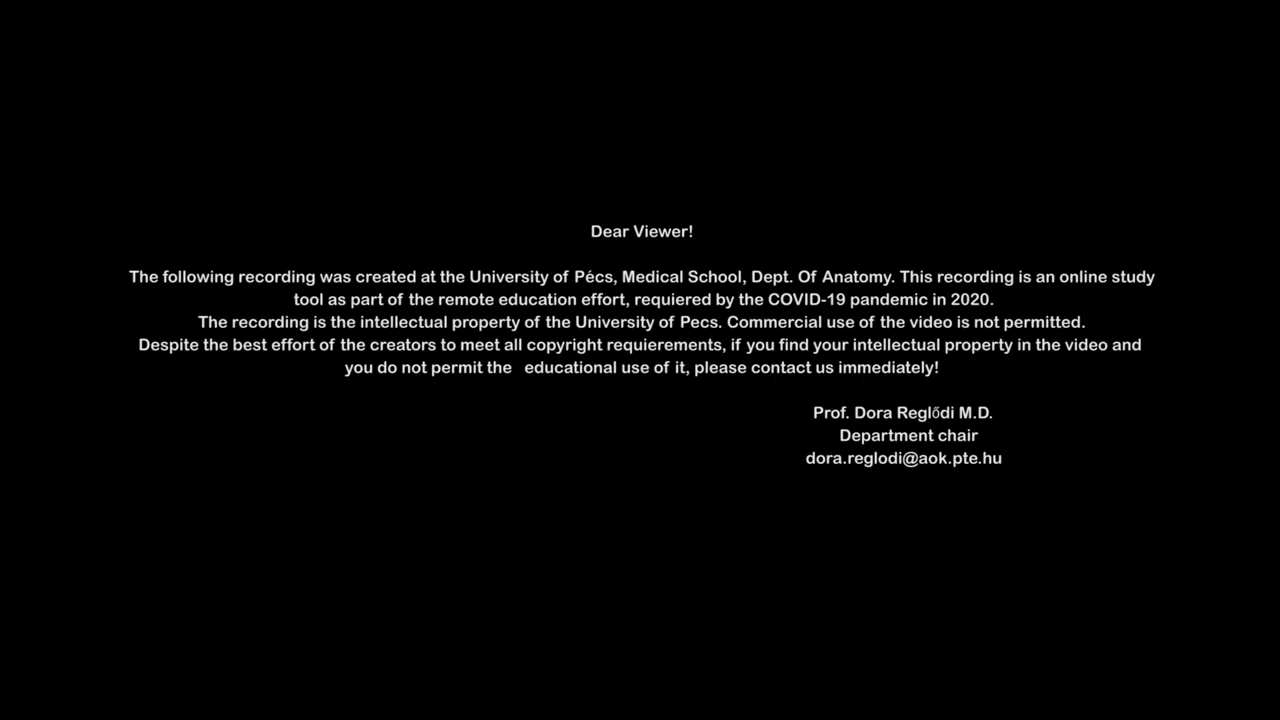 Dear Viewer!
The following recording was created at the University of Pécs, Medical School, Dept. Of Anatomy. This recording is an online study
tool as part of the remote education effort, requiered by the COVID-19 pandemic in 2020.
The recording is the intellectual property of the University of Pecs. Commercial use of the video is not permitted.
Despite the best effort of the creators to meet all copyright requierements, if you find your intellectual property in the video and
you do not permit the educational use of it, please contact us immediately!
Prof. Dora Reglődi M.D.
Department chair
dora.reglodi@aok.pte.hu